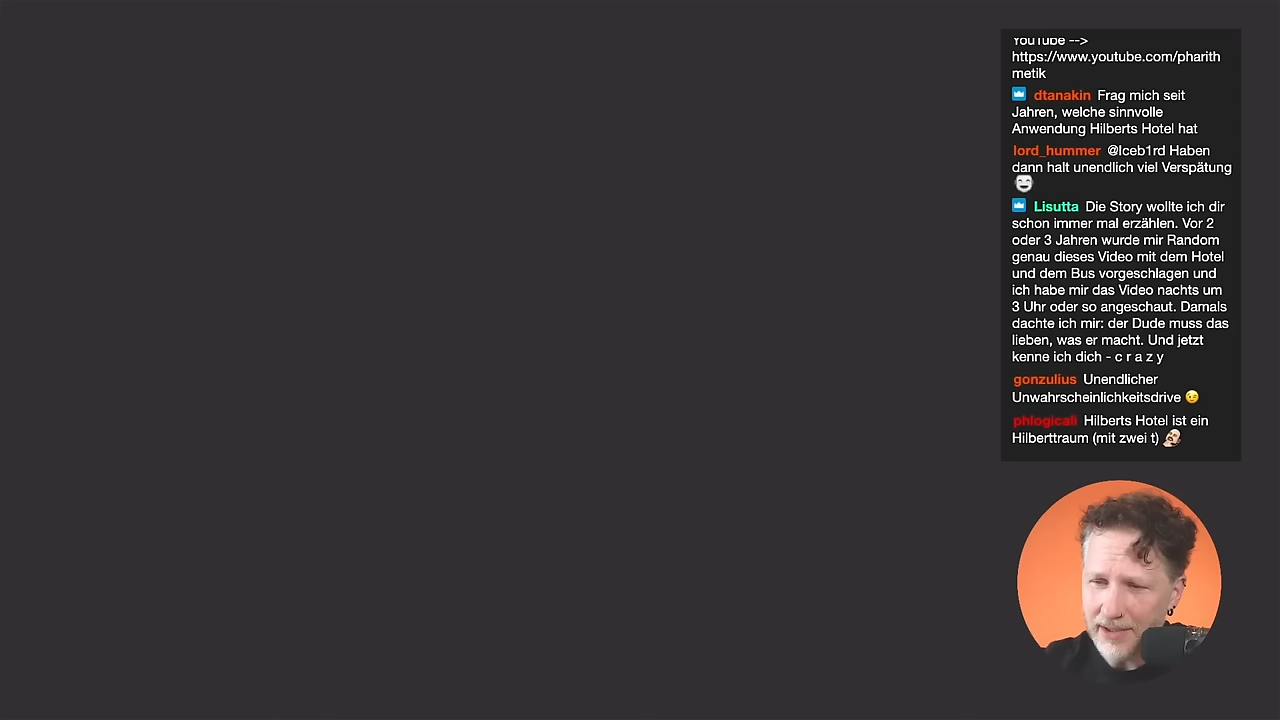 YouTube -->
https://www.youtube.com/pharith
metik
dtanakin Frag mich seit
Jahren, welche sinnvolle
Anwendung Hilberts Hotel hat
lord_hummer @Iceb1rd Haben
dann halt unendlich viel Verspätung
Lisutta Die Story wollte ich dir
schon immer mal erzählen. Vor 2
oder 3 Jahren wurde mir Random
genau dieses Video mit dem Hotel
und dem Bus vorgeschlagen und
ich habe mir das Video nachts um
3 Uhr oder so angeschaut. Damals
dachte ich mir: der Dude muss das
lieben, was er macht. Und jetzt
kenne ich dich - c r a z y
gonzulius Unendlicher
Unwahrscheinlichkeitsdrive 😉
phlogicali Hilberts Hotel ist ein
Hilberttraum (mit zwei t)